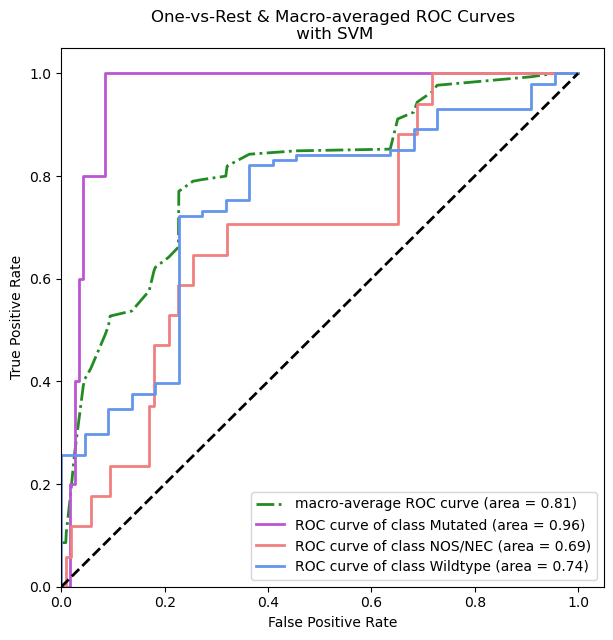 One-vs-Rest & Macro-averaged ROC Curves
with SVM
True Positive Rate
1.0
0.8
0.6
0.4
0.2
0.0
0.0 0.2 0.4 0.6 0.8 1.0
False Positive Rate
macro-average ROC curve (area = 0.81)
ROC curve of class Mutated (area = 0.96)
ROC curve of class NOS/NEC (area = 0.69)
ROC curve of class Wildtype (area = 0.74)